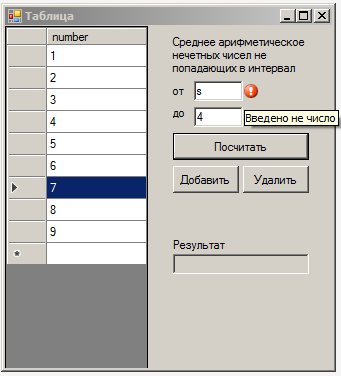 Таблица
number
1
2
3
4
5
6
7
8
9
Среднее арифметическое
нечетных чисел не
попадающих в интервал
от s
до 4
Введено не число
Посчитать
Добавить Удалить
Результат